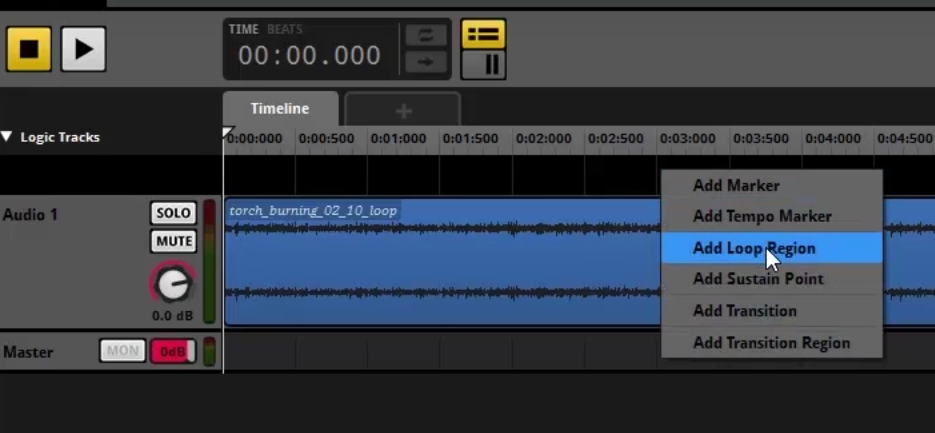 TIME BEATS
00:00.000
Timeline
+
Logic Tracks
0:00:000 0:00:500 0:01:000 0:01:500 0:02:000 0:02:500 0:03:000 0:03:500 0:04:000 0:04:500
Add Marker
Add Tempo Marker
Add Loop Region
Add Sustain Point
Add Transition
Add Transition Region
Audio 1
SOLO
MUTE
0.0 dB
torch_burning_02_10_loop
Master
MON
0dB